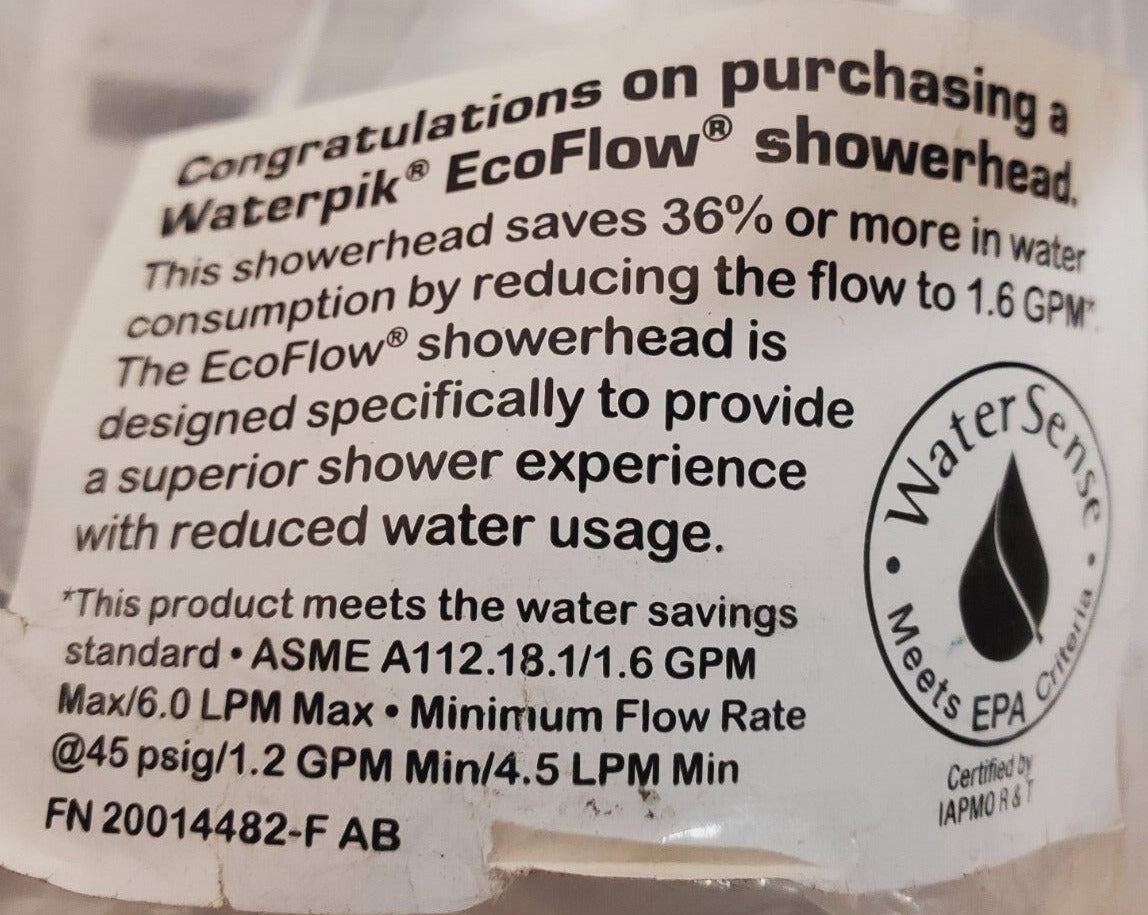 Congratulations on purchasing a
Waterpik® EcoFlow® showerhead.
This showerhead saves 36% or more in water
consumption by reducing the flow to 1.6 GPM*.
The EcoFlow® showerhead is
designed specifically to provide
a superior shower experience
with reduced water usage.
*This product meets the water savings
standard • ASME A112.18.1/1.6 GPM
Max/6.0 LPM Max • Minimum Flow Rate
@45 psig/1.2 GPM Min/4.5 LPM Min
FN 20014482-F AB
WaterSense
• Meets EPA Criteria •
Certified by
IAPMO R & T